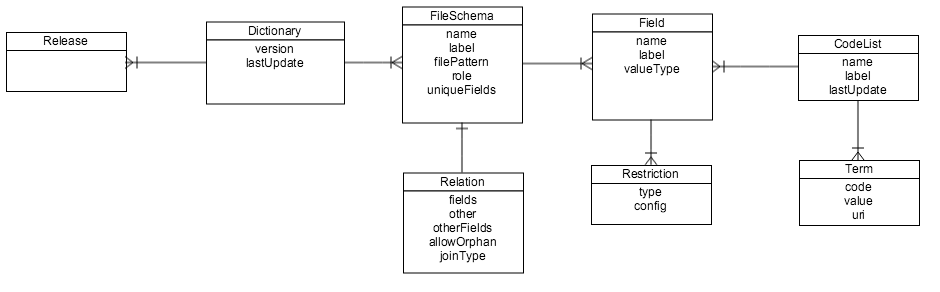 Release
Dictionary
version
lastUpdate
FileSchema
name
label
filePattern
role
uniqueFields
Field
name
label
valueType
CodeList
name
label
lastUpdate
Relation
fields
other
otherFields
allowOrphan
joinType
Restriction
type
config
Term
code
value
uri